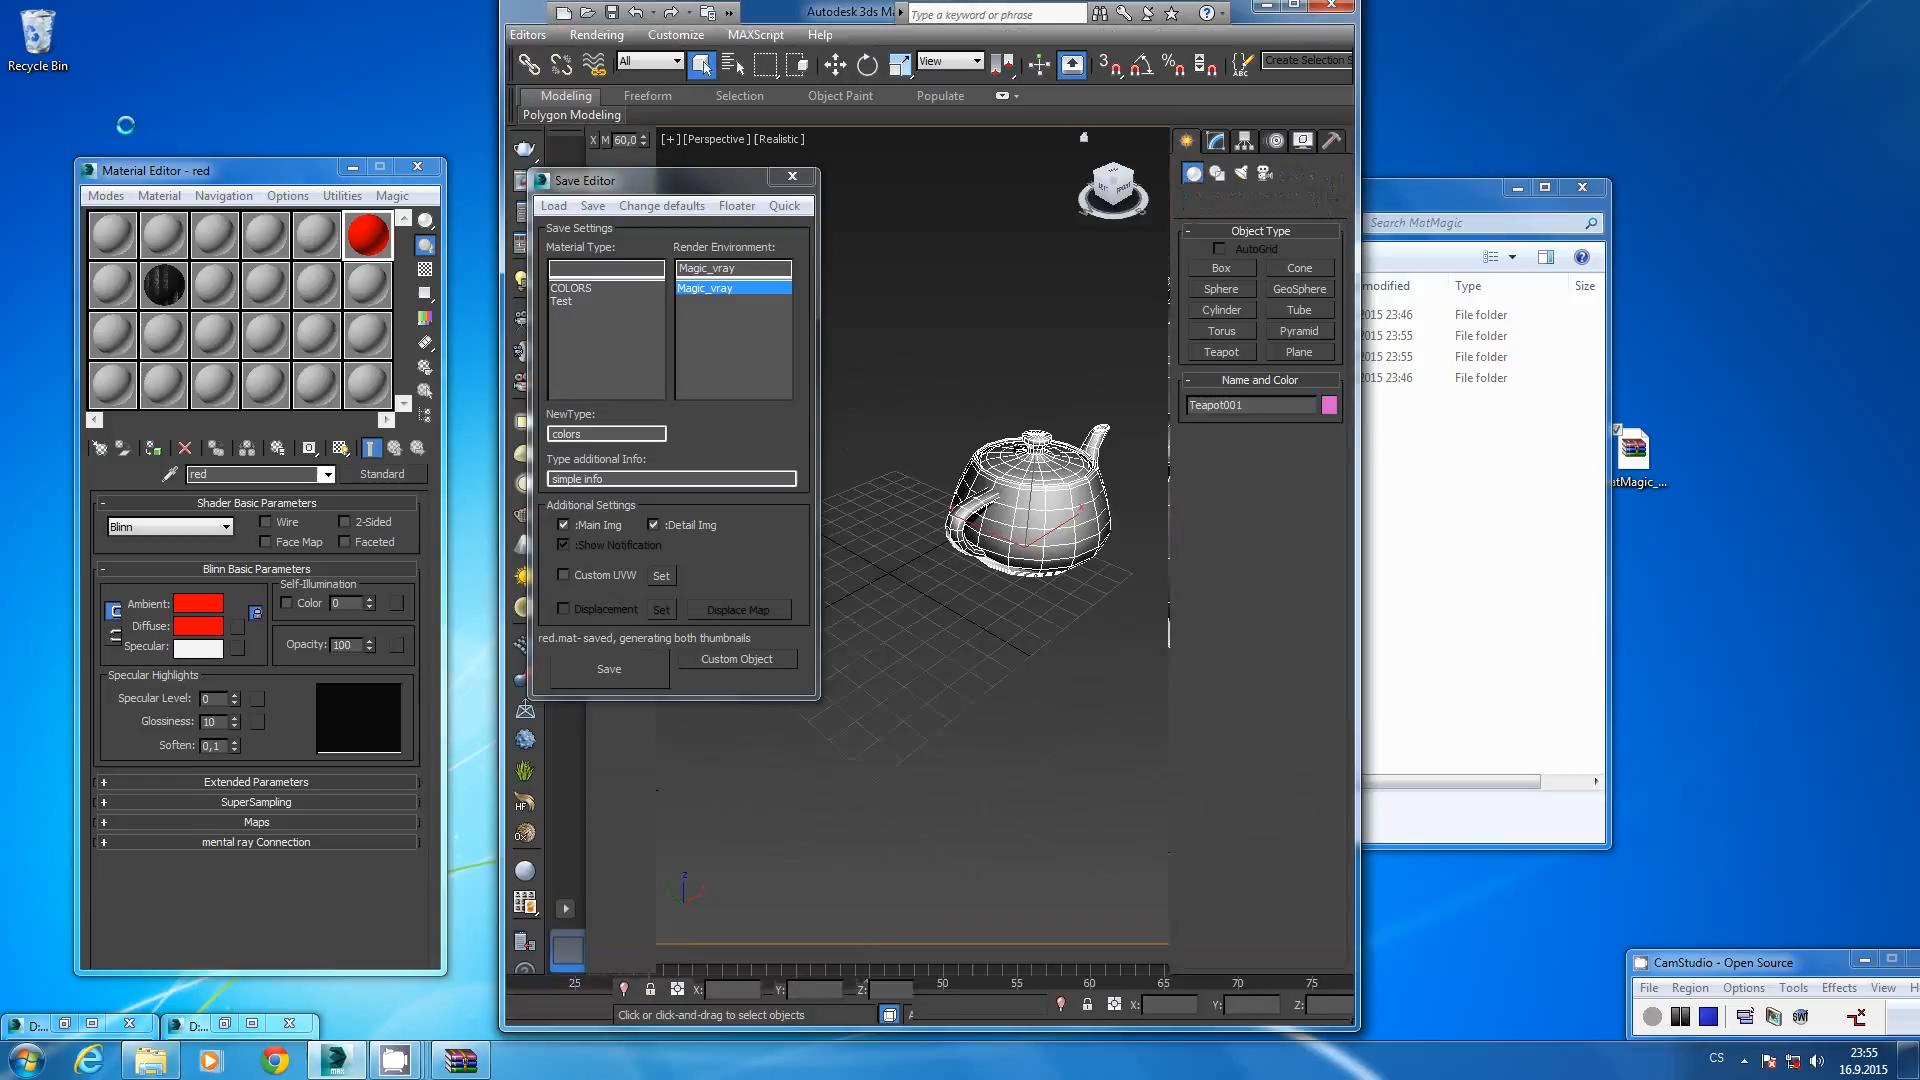 Recycle Bin
Autodesk 3ds Ma
Type a keyword or phrase
Editors Rendering Customize MAXScript Help
All
View
Create Selection S
Modeling Freeform Selection Object Paint Populate
Polygon Modeling
X M 60,0
[+] [Perspective] [Realistic]
Material Editor - red
Modes Material Navigation Options Utilities Magic
red
Standard
Shader Basic Parameters
Blinn
Wire 2-Sided
Face Map Faceted
Blinn Basic Parameters
Self-Illumination
Ambient:
Color 0
Diffuse:
Specular:
Opacity: 100
Specular Highlights
Specular Level: 0
Glossiness: 10
Soften: 0,1
+ Extended Parameters
+ SuperSampling
+ Maps
+ mental ray Connection
Save Editor
Load Save Change defaults Floater Quick
Save Settings
Material Type: Render Environment:
Magic_vray
COLORS Magic_vray
Test
NewType:
colors
Type additional Info:
simple info
Additional Settings
:Main Img :Detail Img
:Show Notification
Custom UVW Set
Displacement Set Displace Map
red.mat- saved, generating both thumbnails
Save Custom Object
Object Type
AutoGrid
Box Cone
Sphere GeoSphere
Cylinder Tube
Torus Pyramid
Teapot Plane
Name and Color
Teapot001
Search MatMagic
modified Type Size
2015 23:46 File folder
2015 23:55 File folder
2015 23:55 File folder
2015 23:46 File folder
atMagic_...
25 50 55 60 65 70 75
X: Y: Z:
X: Y: Z:
Click or click-and-drag to select objects
CamStudio - Open Source
File Region Options Tools Effects View H
D:... D:...
CS
23:55
16.9.2015